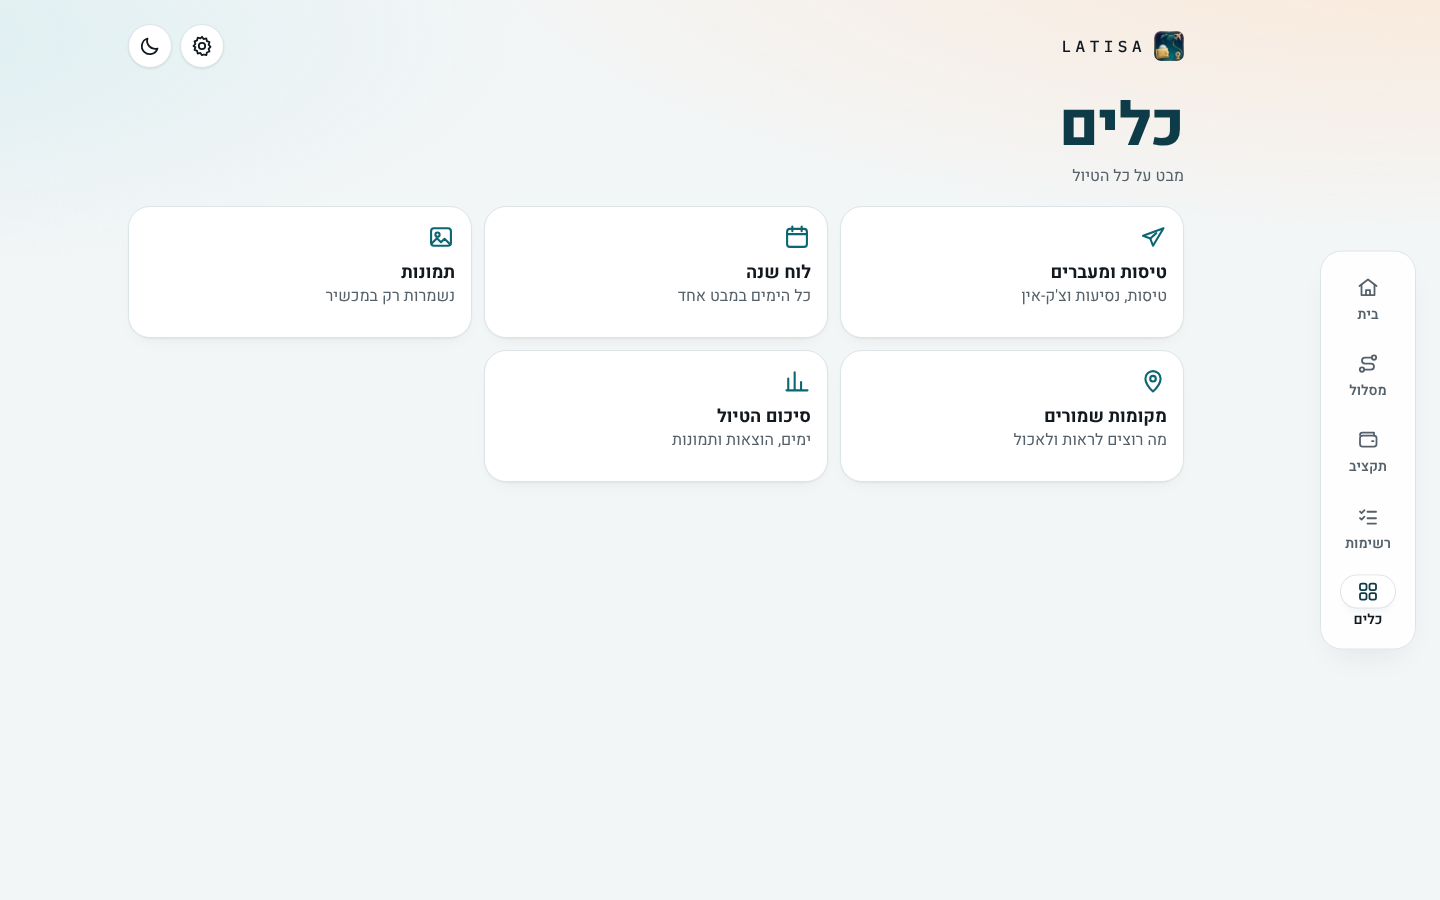 LATISA
כלים
מבט על כל הטיול
טיסות ומעברים
טיסות, נסיעות וצ'ק-אין
לוח שנה
כל הימים במבט אחד
תמונות
נשמרות רק במכשיר
מקומות שמורים
מה רוצים לראות ולאכול
סיכום הטיול
ימים, הוצאות ותמונות
בית
מסלול
תקציב
רשימות
כלים